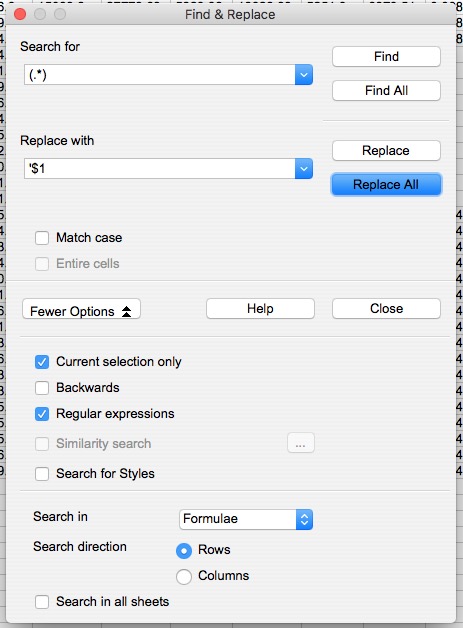 Find & Replace
Search for
Find
(.*)
Find All
Replace with
Replace
'$1
Replace All
Match case
Entire cells
Fewer Options
Help
Close
Current selection only
Backwards
Regular expressions
Similarity search
...
Search for Styles
Search in
Formulae
Search direction
Rows
Columns
Search in all sheets